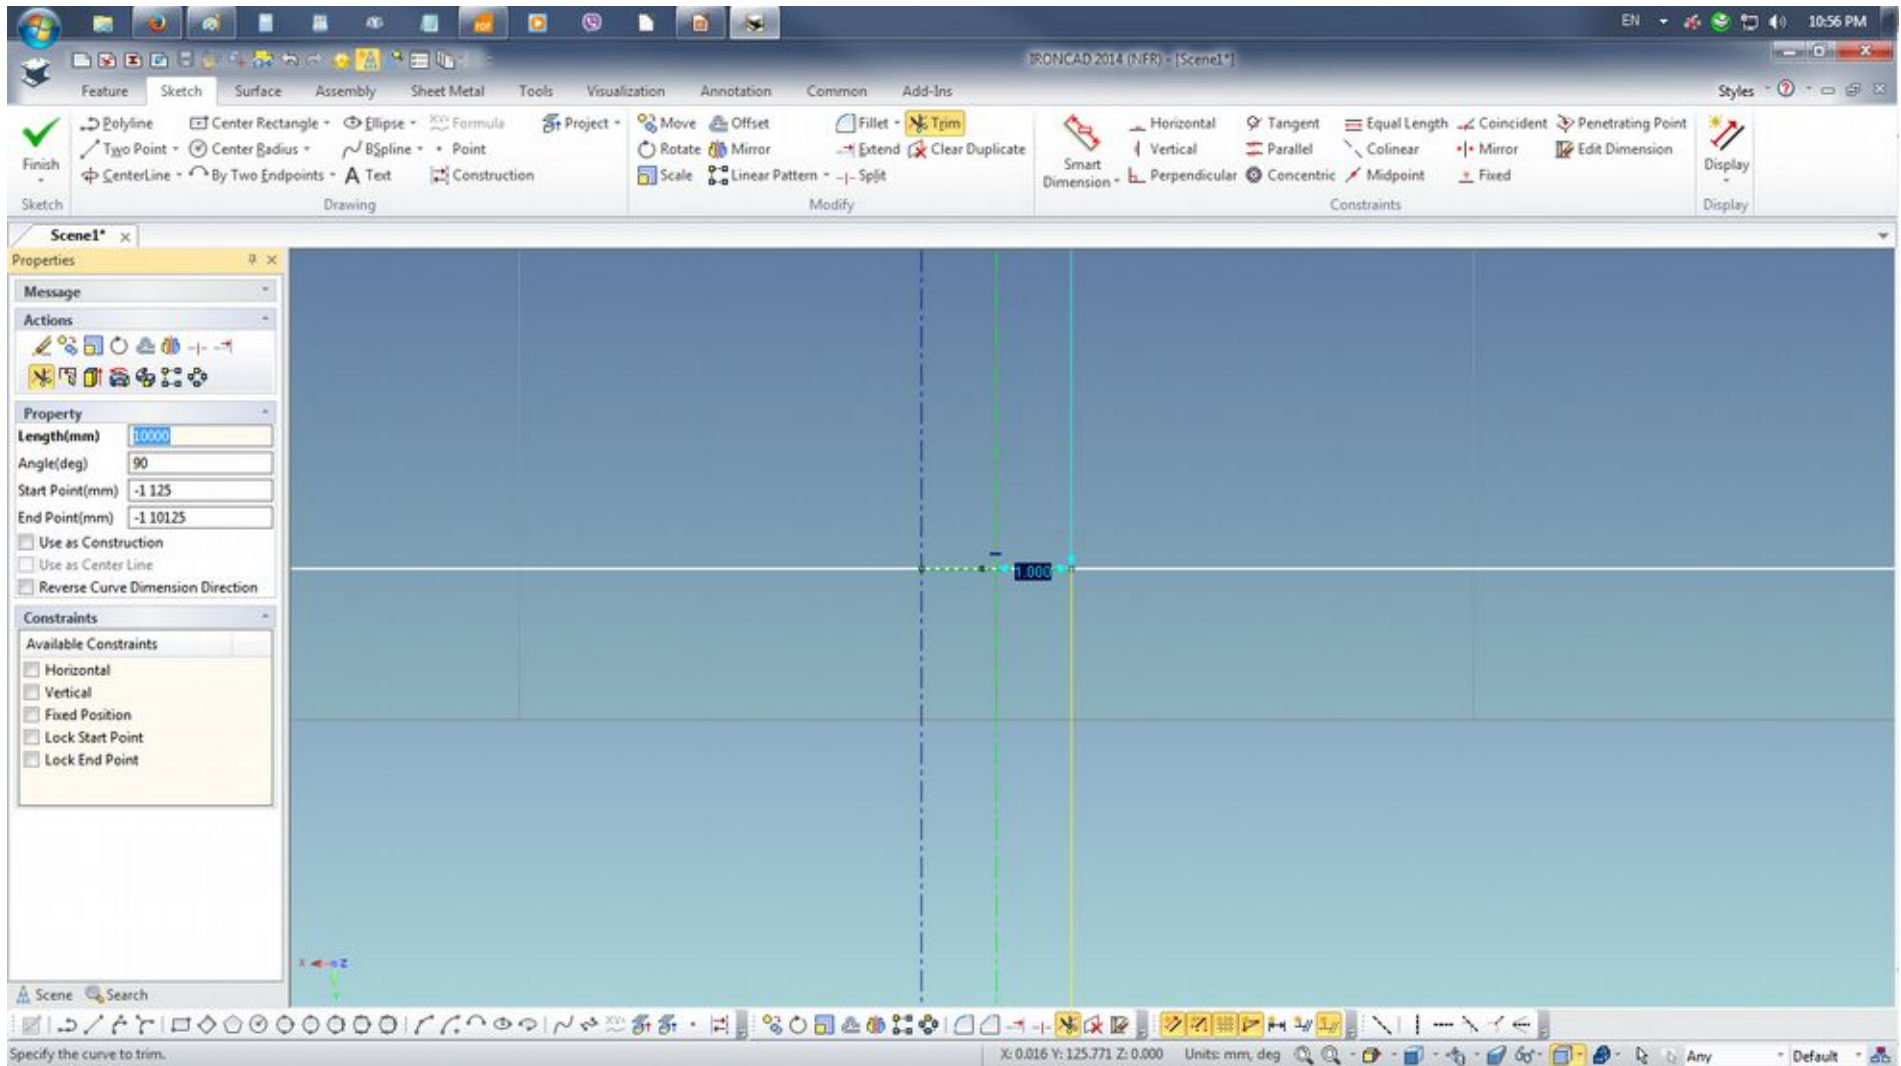 EN 10:56 PM
IRONCAD 2014 (NFR) - [Scene1*]
Feature Sketch Surface Assembly Sheet Metal Tools Visualization Annotation Common Add-Ins Styles
Polyline Center Rectangle Ellipse Formula Project Move Offset Fillet Trim Horizontal Tangent Equal Length Coincident Penetrating Point
Two Point Center Radius BSpline Point Rotate Mirror Extend Clear Duplicate Vertical Parallel Colinear Mirror Edit Dimension
Finish Smart Display
CenterLine By Two Endpoints A Text Construction Scale Linear Pattern Split Dimension Perpendicular Concentric Midpoint Fixed
Sketch Drawing Modify Constraints Display
Scene1*
Properties
Message
Actions
Property
Length(mm) 10000
Angle(deg) 90
Start Point(mm) -1 125
End Point(mm) -1 10125
Use as Construction
Use as Center Line
Reverse Curve Dimension Direction
Constraints
Available Constraints
Horizontal
Vertical
Fixed Position
Lock Start Point
Lock End Point
1.000
X Z
Y
Scene Search
Specify the curve to trim. X: 0.016 Y: 125.771 Z: 0.000 Units: mm, deg Any Default